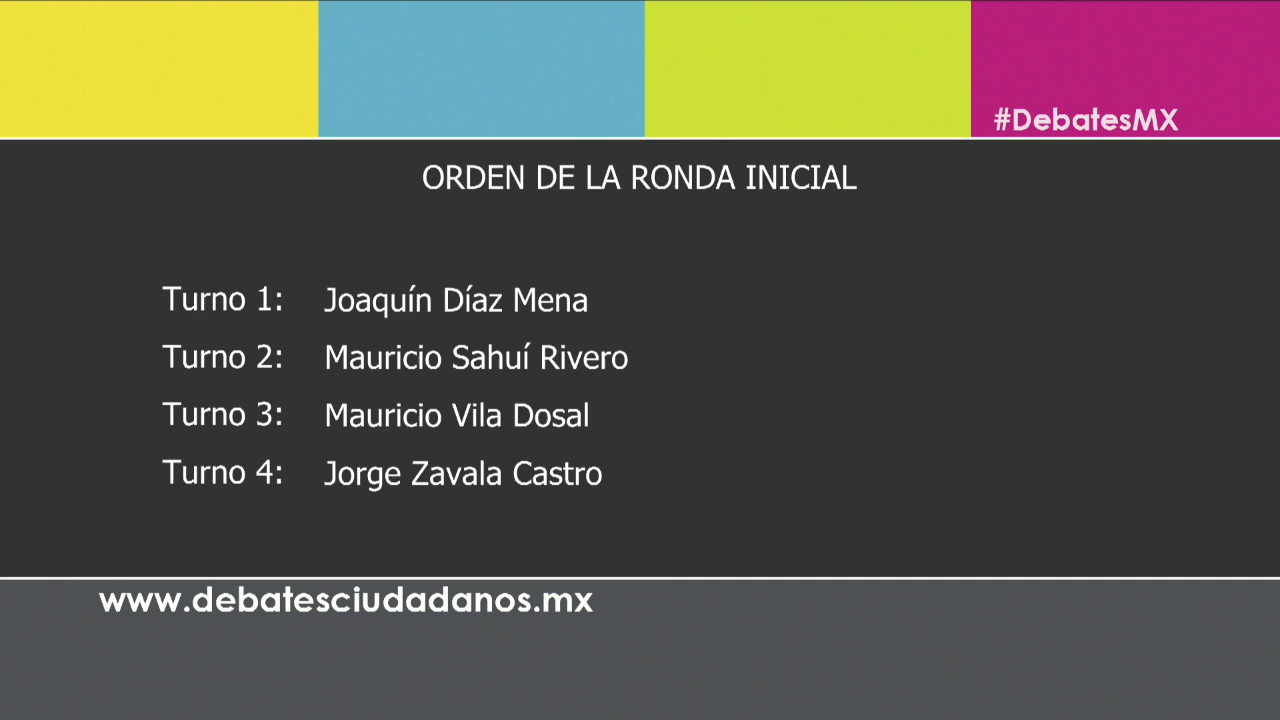 #DebatesMX
ORDEN DE LA RONDA INICIAL
Turno 1: Joaquín Díaz Mena
Turno 2: Mauricio Sahuí Rivero
Turno 3: Mauricio Vila Dosal
Turno 4: Jorge Zavala Castro
www.debatesciudadanos.mx